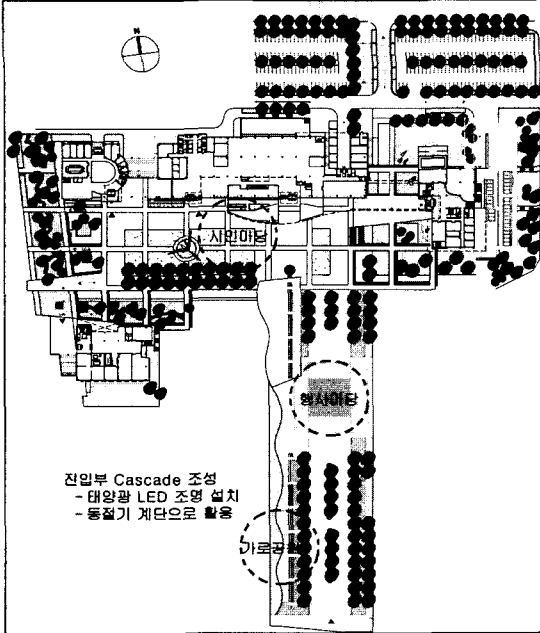 N
시민마당
행사마당
진입부 Cascade 조성
- 태양광 LED 조명 설치
- 동절기 계단으로 활용
가로공원